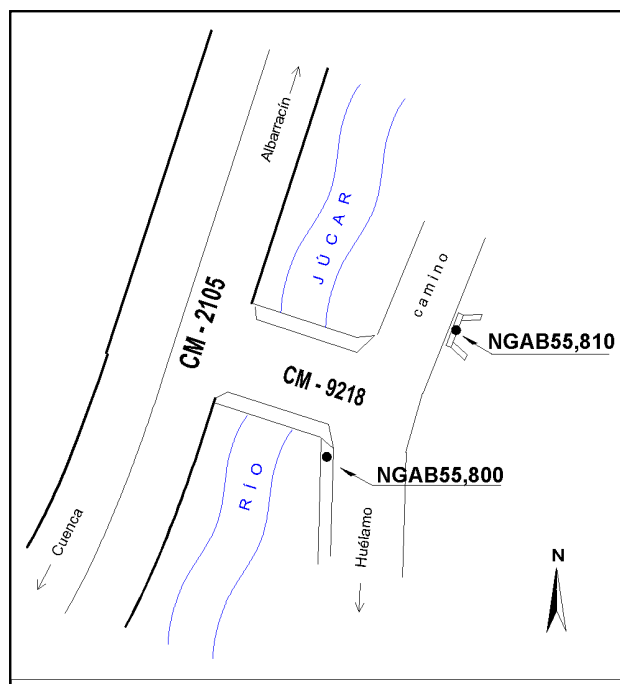 Albarracín
JÚCAR
camino
CM - 2105
NGAB55,810
CM - 9218
NGAB55,800
RÍO
Cuenca
Huélamo
N